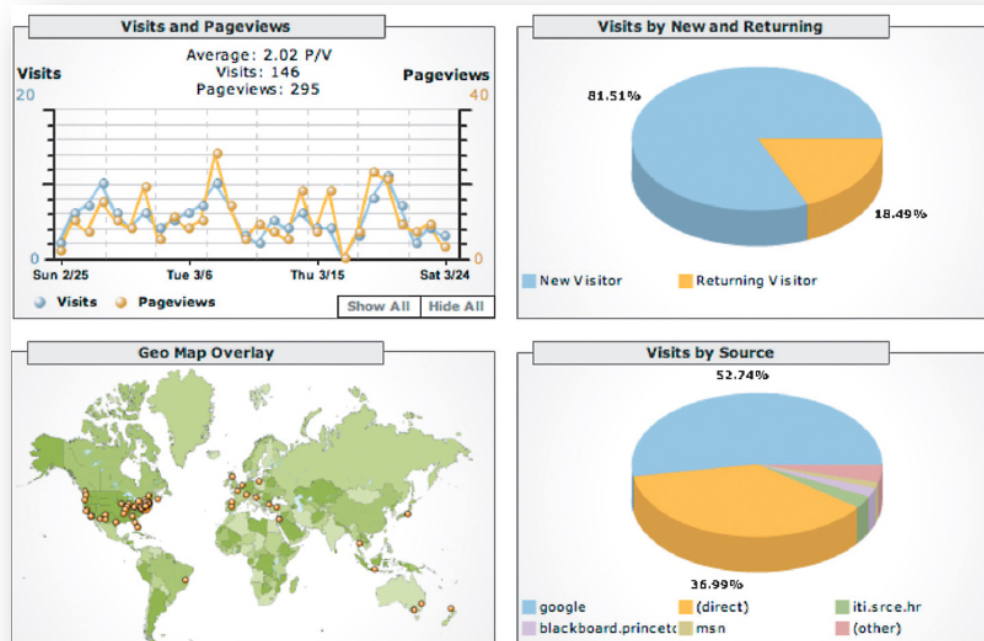 Visits and Pageviews
Average: 2.02 P/V
Visits: 146
Pageviews: 295
Visits
Pageviews
20
40
0
0
Sun 2/25
Tue 3/6
Thu 3/15
Sat 3/24
Visits
Pageviews
Show All
Hide All
Visits by New and Returning
81.51%
18.49%
New Visitor
Returning Visitor
Geo Map Overlay
Visits by Source
52.74%
36.99%
google
(direct)
iti.srce.hr
blackboard.princetc
msn
(other)